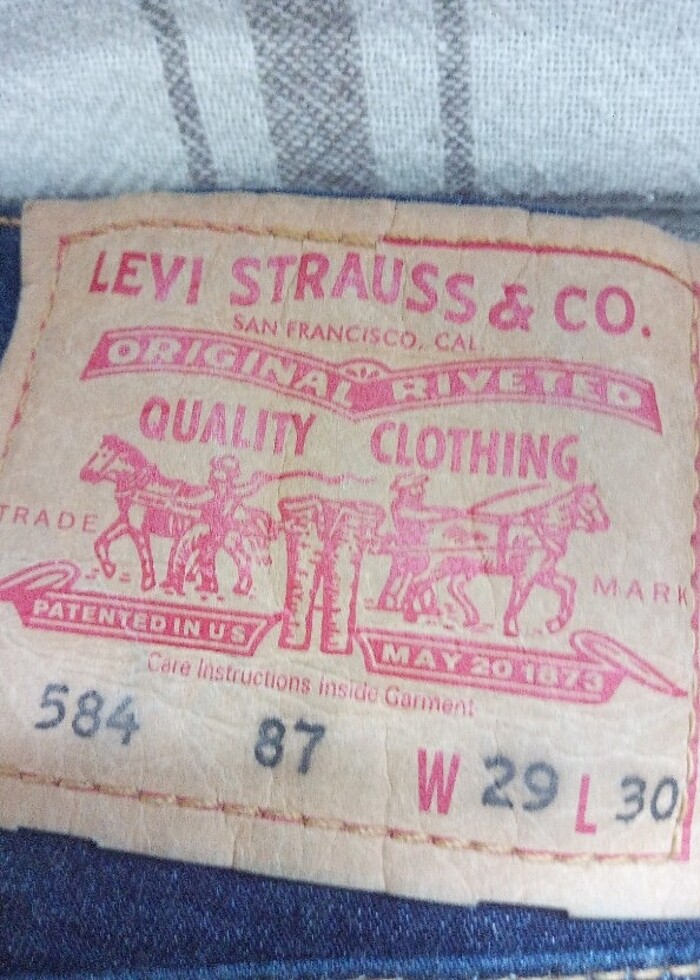 LEVI STRAUSS & CO.
SAN FRANCISCO, CAL.
ORIGINAL RIVETED
QUALITY CLOTHING
TRADE MARK
PATENTED IN U S MAY 20 1873
Care Instructions Inside Garment
584 87 W 29 L 30